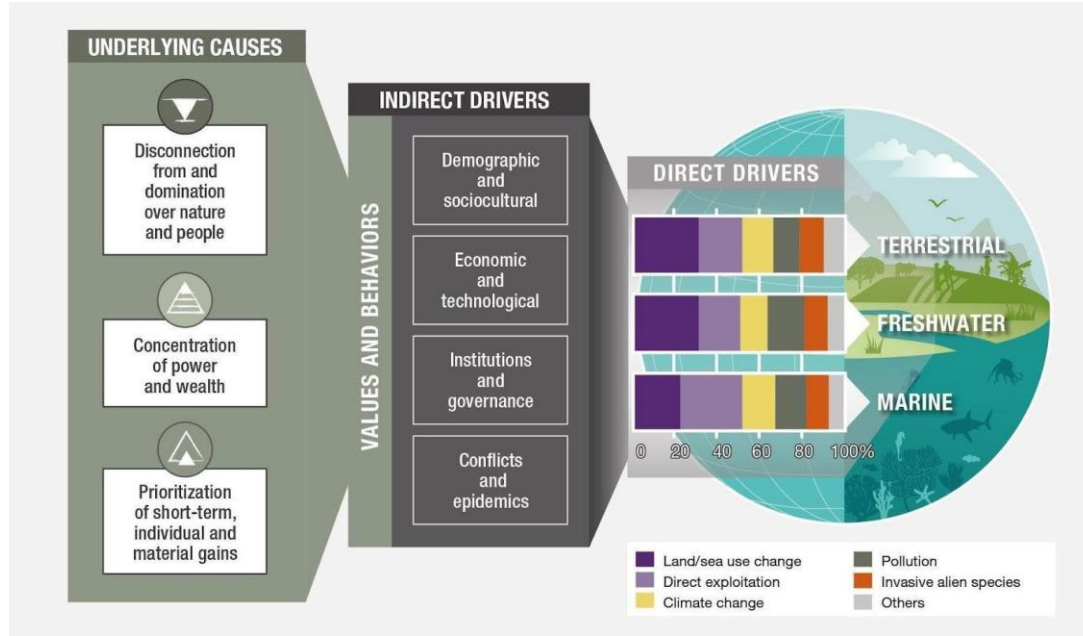 UNDERLYING CAUSES
Disconnection
from and
domination
over nature
and people
Concentration
of power
and wealth
Prioritization
of short-term,
individual and
material gains
VALUES AND BEHAVIORS
INDIRECT DRIVERS
Demographic
and
sociocultural
Economic
and
technological
Institutions
and
governance
Conflicts
and
epidemics
DIRECT DRIVERS
TERRESTRIAL
FRESHWATER
MARINE
0 20 40 60 80 100%
Land/sea use change
Direct exploitation
Climate change
Pollution
Invasive alien species
Others